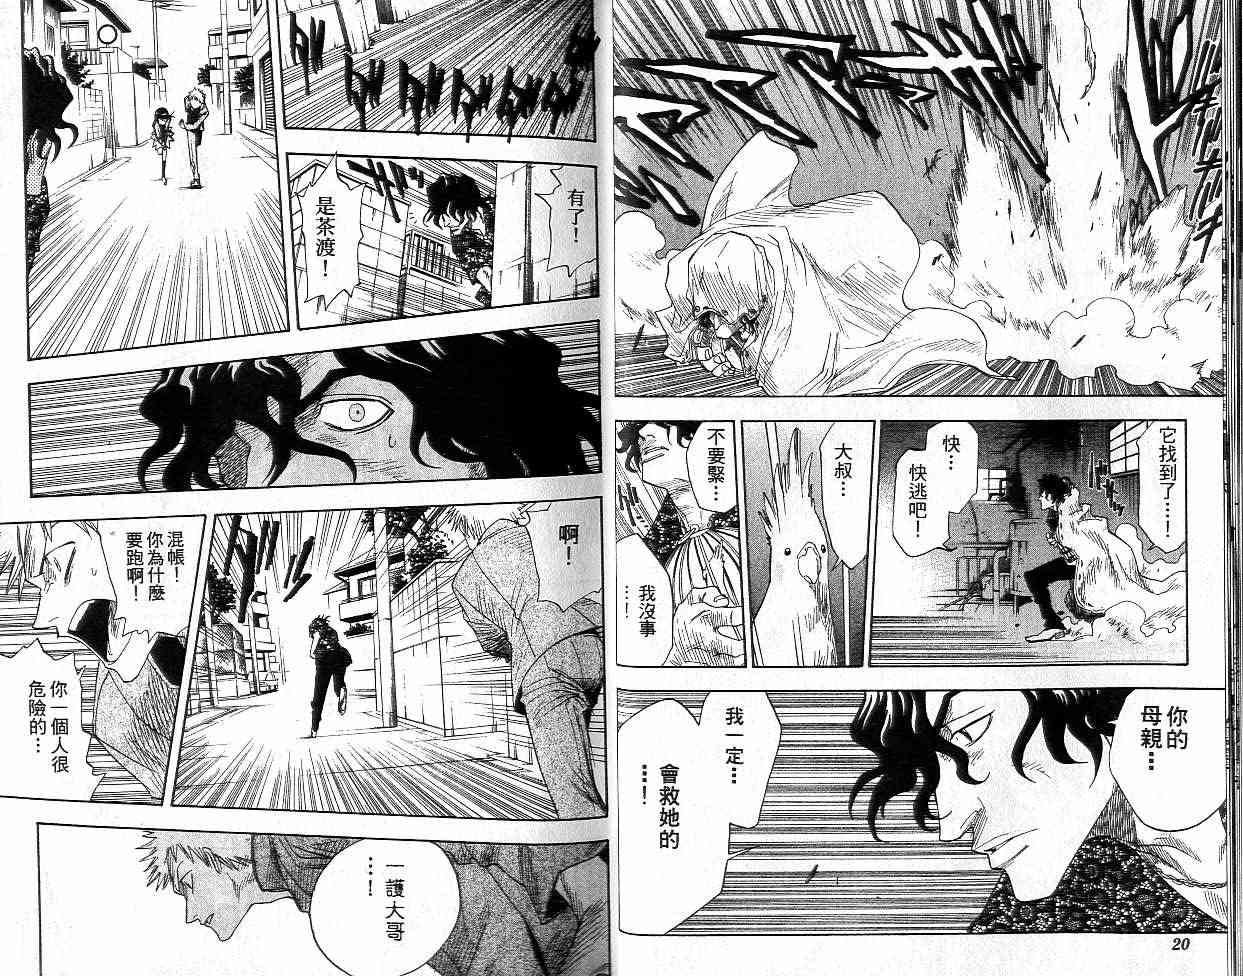 它找到了…！
快…
快逃吧！
大叔…
不要緊…
我沒事
…！
你的
母親…
我一定…
會救她的
…！
20
有了！
是茶渡！
啊！
混帳！
你為什麼
要跑啊！
你一個人很
危險的…
一護大哥
…！